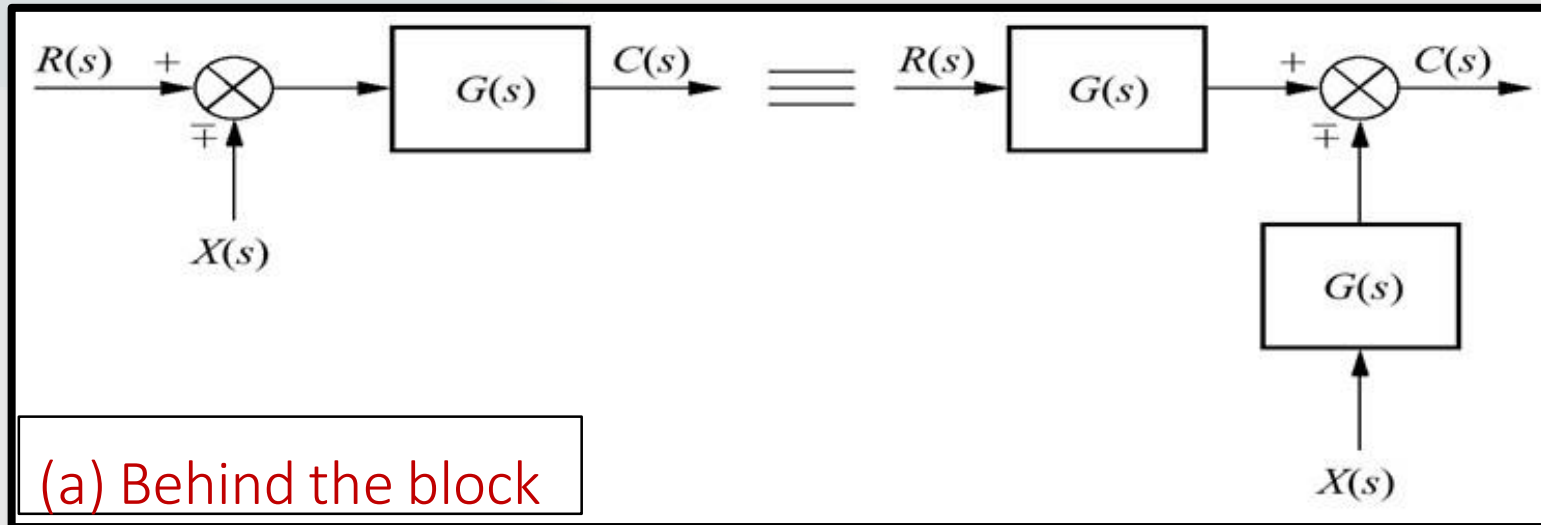 R(s) + G(s) C(s) R(s) G(s) + C(s)
∓ ∓
X(s)
G(s)
X(s)
(a) Behind the block